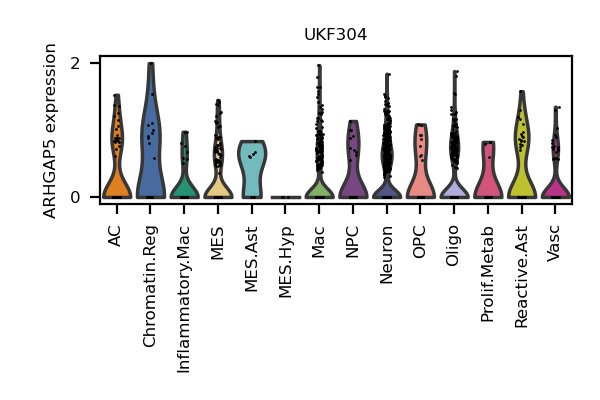 UKF304
ARHGAP5 expression
2
0
AC
Chromatin.Reg
Inflammatory.Mac
MES
MES.Ast
MES.Hyp
Mac
NPC
Neuron
OPC
Oligo
Prolif.Metab
Reactive.Ast
Vasc